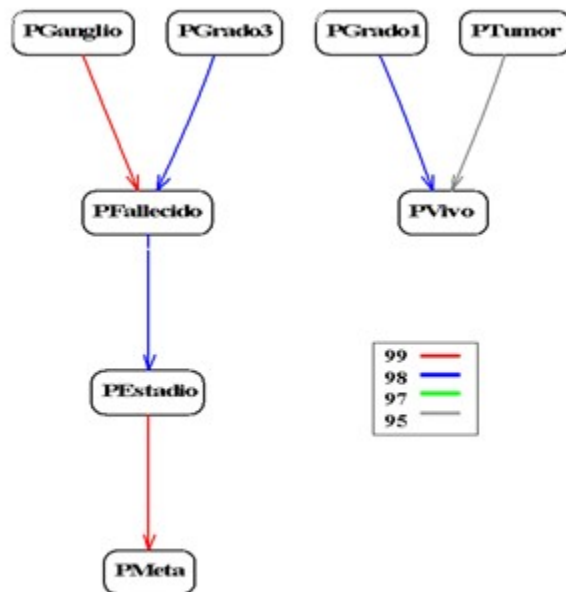 PGanglio PGrado3 PGrado1 PTumor
PFallecido PVivo
99
98
97
95
PEstadio
PMeta